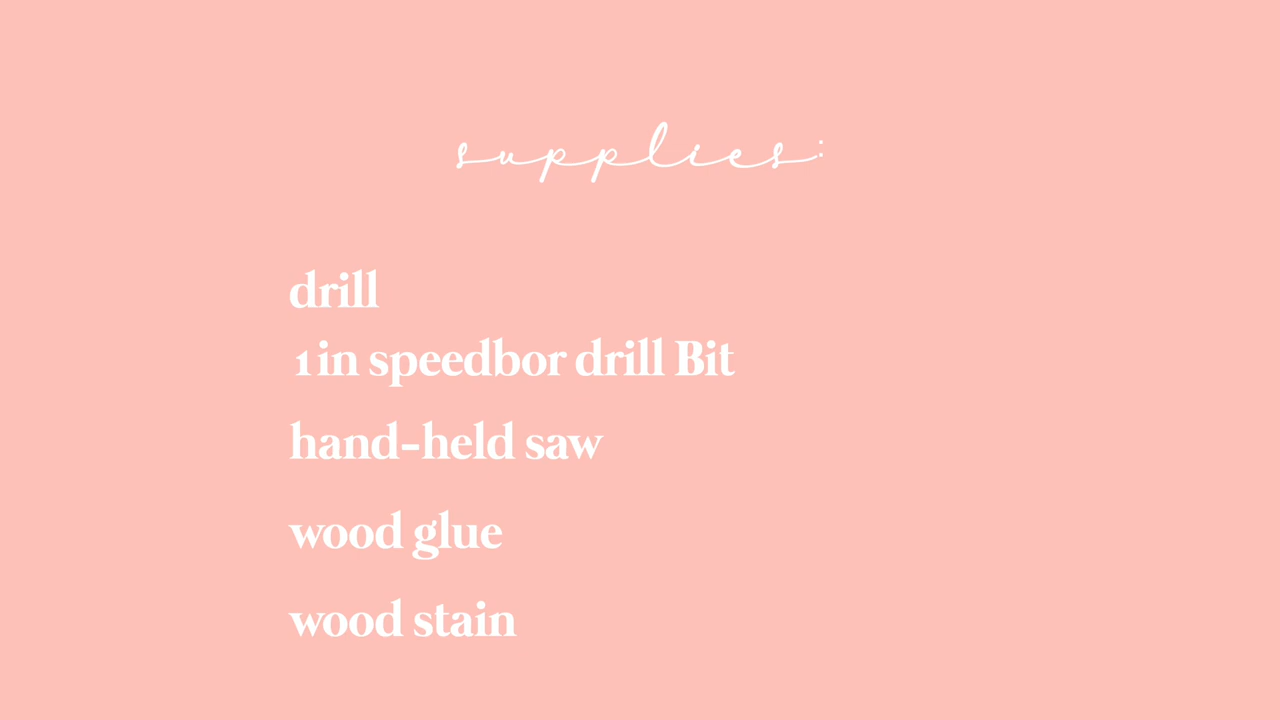 supplies:
drill
1 in speedbor drill Bit
hand-held saw
wood glue
wood stain